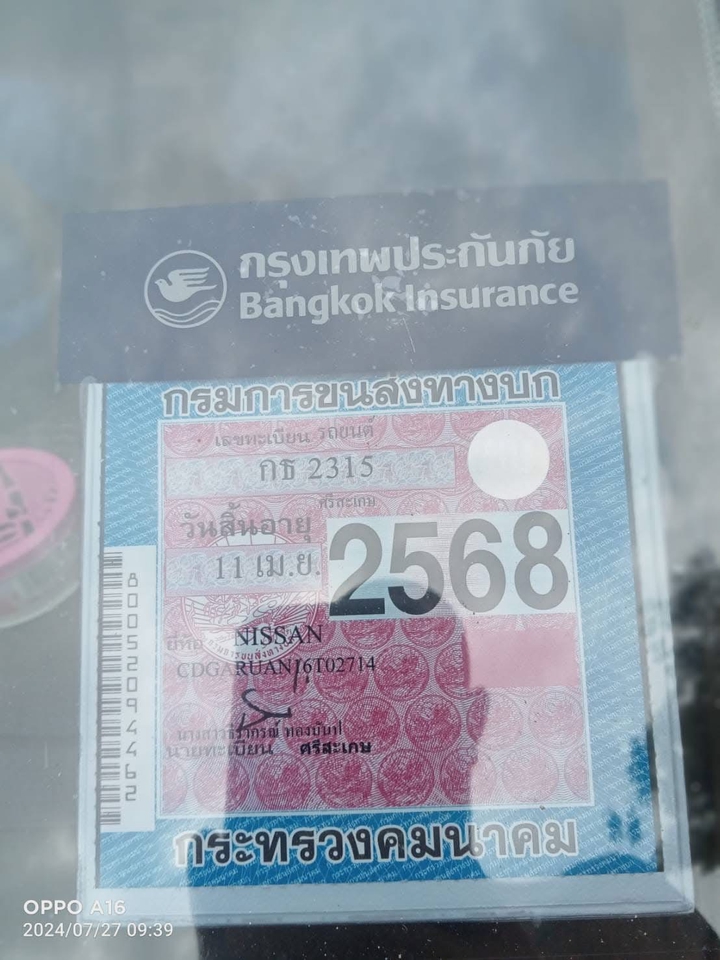 กรุงเทพประกันภัย
Bangkok Insurance
กรมการขนส่งทางบก
เลขทะเบียน รถยนต์
กธ 2315
ศรีสะเกษ
วันสิ้นอายุ
11 เม.ย.
2568
ยี่ห้อ NISSAN
CDGARUAN16T02714
นายทะเบียน ศรีสะเกษ
กระทรวงคมนาคม
80052094462
OPPO A16
2024/07/27 09:39